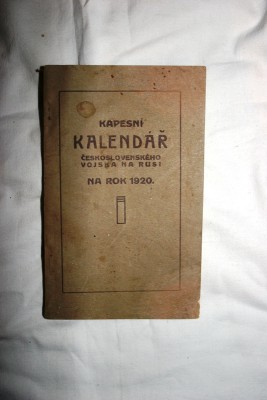 KAPESNÍ
KALENDÁŘ
ČESKOSLOVENSKÉHO
VOJSKA NA RUSI
NA ROK 1920.